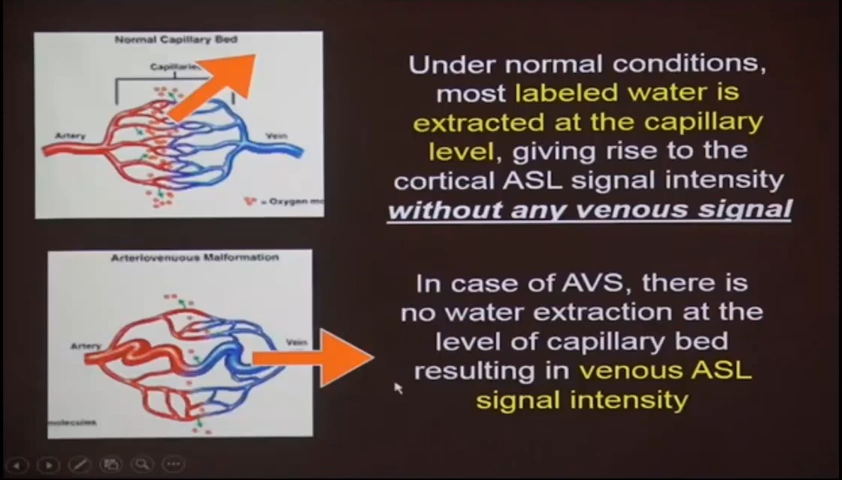 Normal Capillary Bed
Capillarie
Artery
Vein
= Oxygen mo
Under normal conditions,
most labeled water is
extracted at the capillary
level, giving rise to the
cortical ASL signal intensity
without any venous signal
Arteriovenuous Malformation
Artery
Vein
molecules
In case of AVS, there is
no water extraction at the
level of capillary bed
resulting in venous ASL
signal intensity